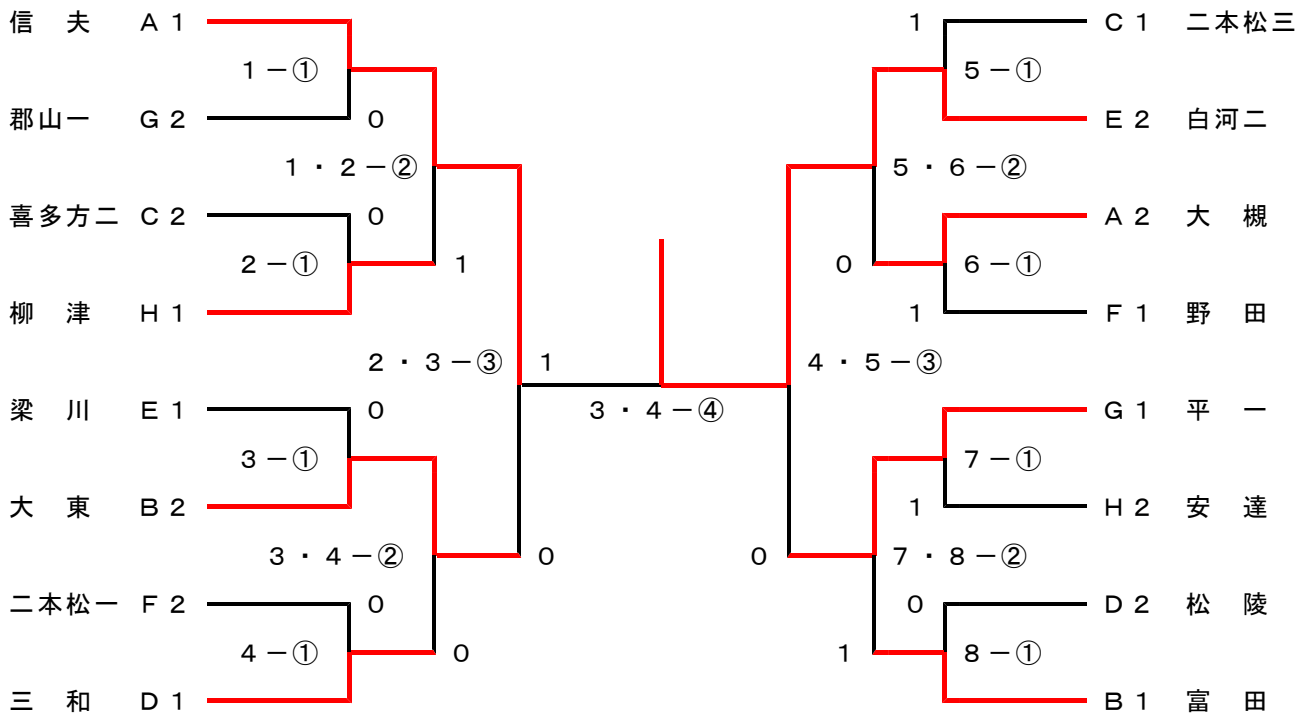 信　夫　Ａ１
１－①
郡山一　Ｇ２
０
１・２－②
喜多方二　Ｃ２
０
２－①
１
柳　津　Ｈ１
２・３－③
梁　川　Ｅ１
０
３－①
大　東　Ｂ２
３・４－②
０
二本松一　Ｆ２
０
４－①
０
三　和　Ｄ１
１
３・４－④
１
Ｃ１　二本松三
５－①
Ｅ２　白河二
５・６－②
Ａ２　大　槻
０
６－①
１
Ｆ１　野　田
４・５－③
Ｇ１　平　一
７－①
１
Ｈ２　安　達
０
７・８－②
０
Ｄ２　松　陵
１
８－①
Ｂ１　富　田